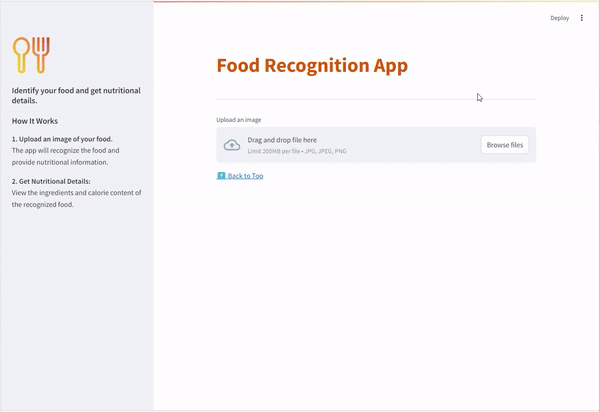 Deploy
Identify your food and get nutritional
details.
How It Works
1. Upload an image of your food.
The app will recognize the food and
provide nutritional information.
2. Get Nutritional Details:
View the ingredients and calorie content of
the recognized food.
Food Recognition App
Upload an image
Drag and drop file here
Limit 200MB per file • JPG, JPEG, PNG
Browse files
Back to Top